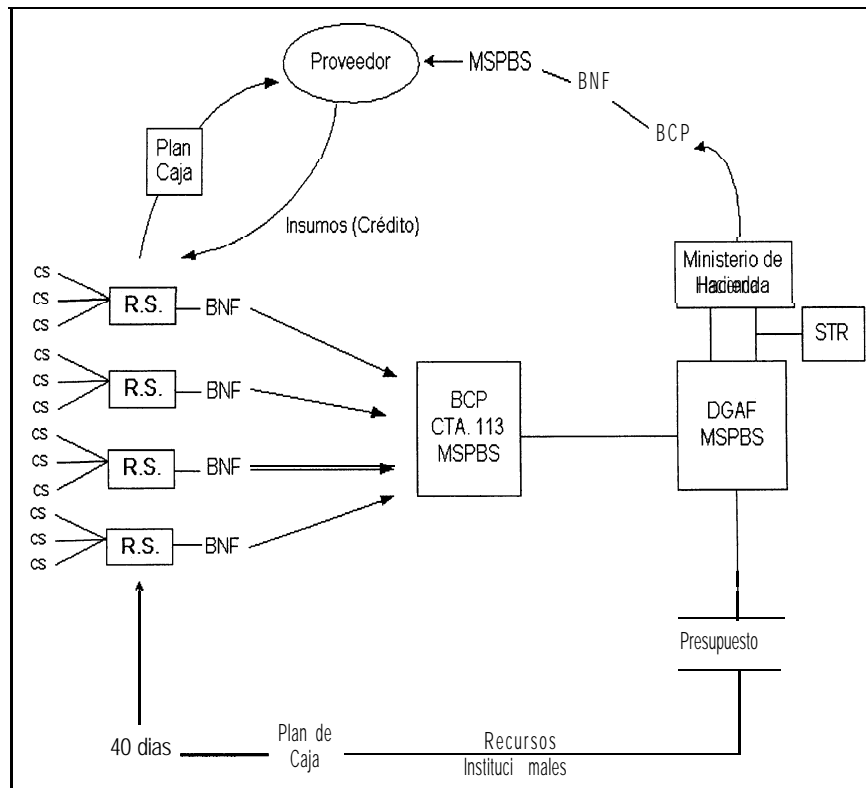 Proveedor
MSPBS
BNF
BCP
Plan
Caja
Insumos (Crédito)
Ministerio de
Hacienda
STR
CS
CS
CS
R.S.
BNF
CS
CS
CS
R.S.
BNF
CS
CS
CS
R.S.
BNF
CS
CS
CS
R.S.
BNF
BCP
CTA. 113
MSPBS
DGAF
MSPBS
Presupuesto
40 dias
Plan de
Caja
Recursos
Instituci males